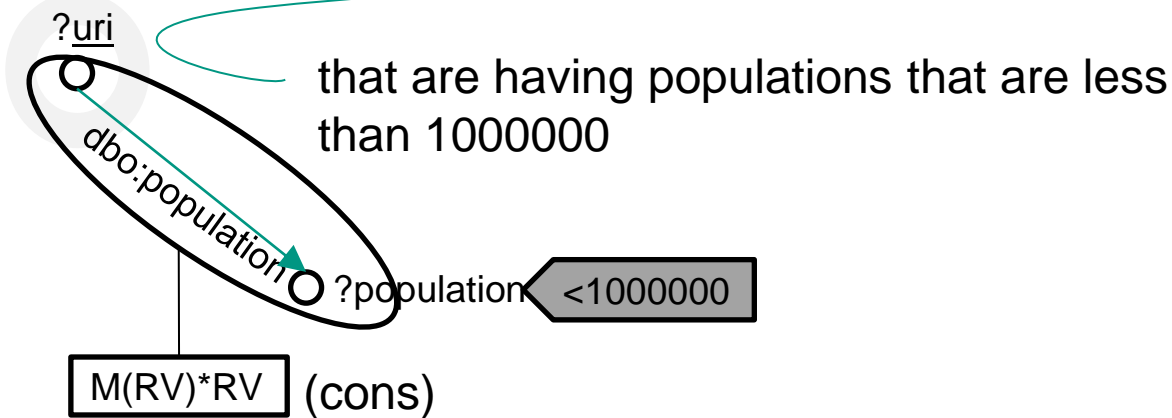 ?uri
that are having populations that are less
than 1000000
dbo:population
?population
<1000000
M(RV)*RV
(cons)